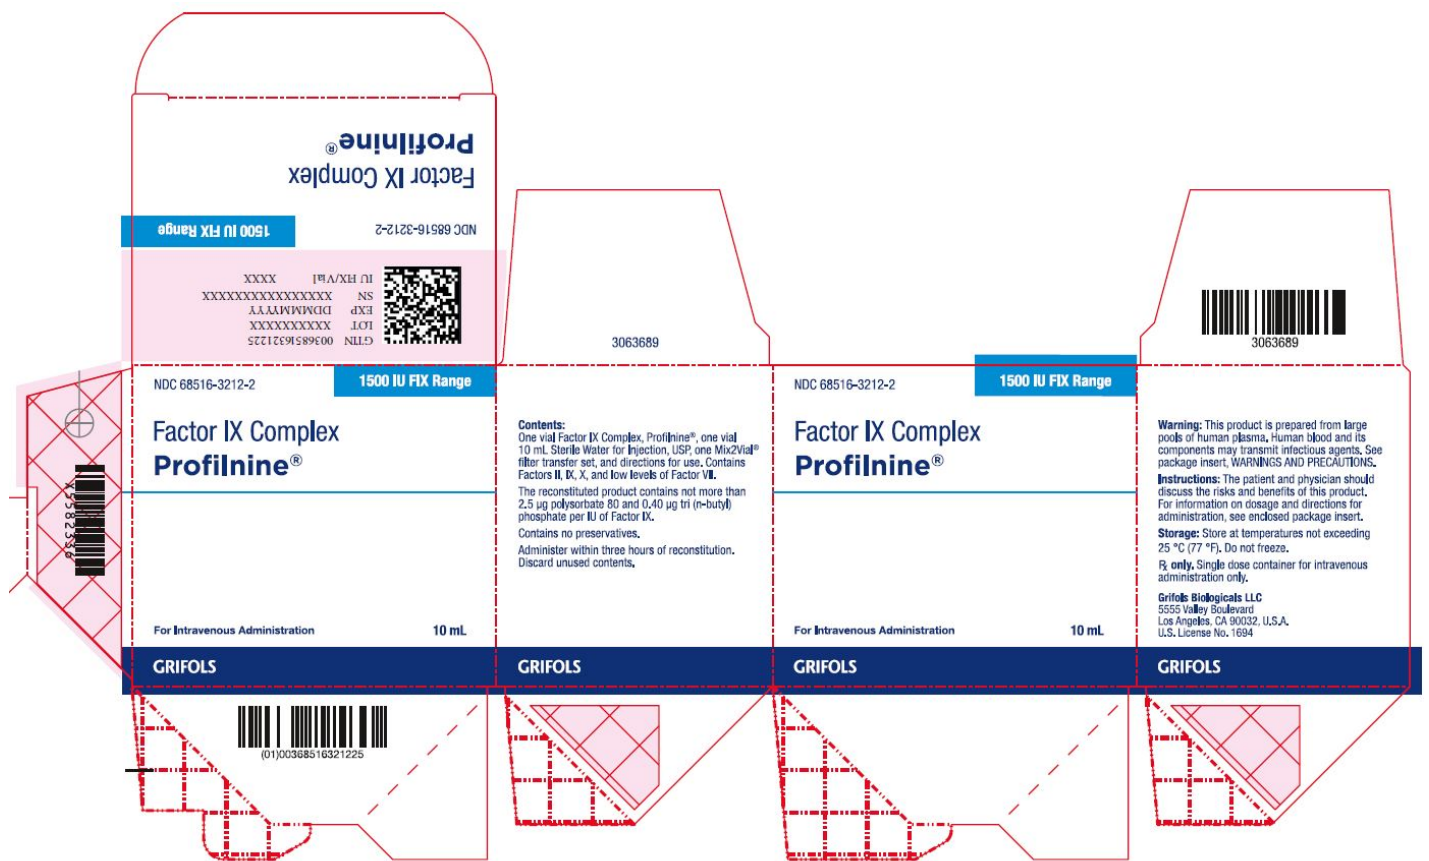 Profilnine®
Factor IX Complex
NDC 68516-3212-2
1500 IU FIX Range
GTIN 00368516321225
LOT XXXXXXXXXX
EXP DDMMMYYYY
SN XXXXXXXXXXXXXXXX
IU FIX/Vial XXXX
3063689
3063689
X5582336
NDC 68516-3212-2
1500 IU FIX Range
Factor IX Complex
Profilnine®
For Intravenous Administration
10 mL
GRIFOLS
Contents:
One vial Factor IX Complex, Profilnine®, one vial
10 mL Sterile Water for Injection, USP, one Mix2Vial®
filter transfer set, and directions for use. Contains
Factors II, IX, X, and low levels of Factor VII.
The reconstituted product contains not more than
2.5 µg polysorbate 80 and 0.40 µg tri (n-butyl)
phosphate per IU of Factor IX.
Contains no preservatives.
Administer within three hours of reconstitution.
Discard unused contents.
GRIFOLS
NDC 68516-3212-2
1500 IU FIX Range
Factor IX Complex
Profilnine®
For Intravenous Administration
10 mL
GRIFOLS
Warning: This product is prepared from large
pools of human plasma. Human blood and its
components may transmit infectious agents. See
package insert, WARNINGS AND PRECAUTIONS.
Instructions: The patient and physician should
discuss the risks and benefits of this product.
For information on dosage and directions for
administration, see enclosed package insert.
Storage: Store at temperatures not exceeding
25 °C (77 °F). Do not freeze.
℞ only. Single dose container for intravenous
administration only.
Grifols Biologicals LLC
5555 Valley Boulevard
Los Angeles, CA 90032, U.S.A.
U.S. License No. 1694
GRIFOLS
(01)00368516321225